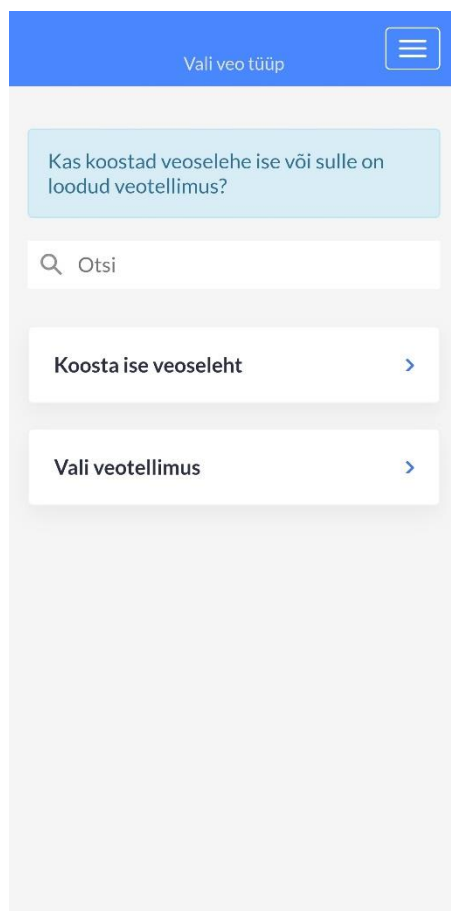 Vali veo tüüp
Kas koostad veoselehe ise või sulle on
loodud veotellimus?
Otsi
Koosta ise veoseleht
Vali veotellimus